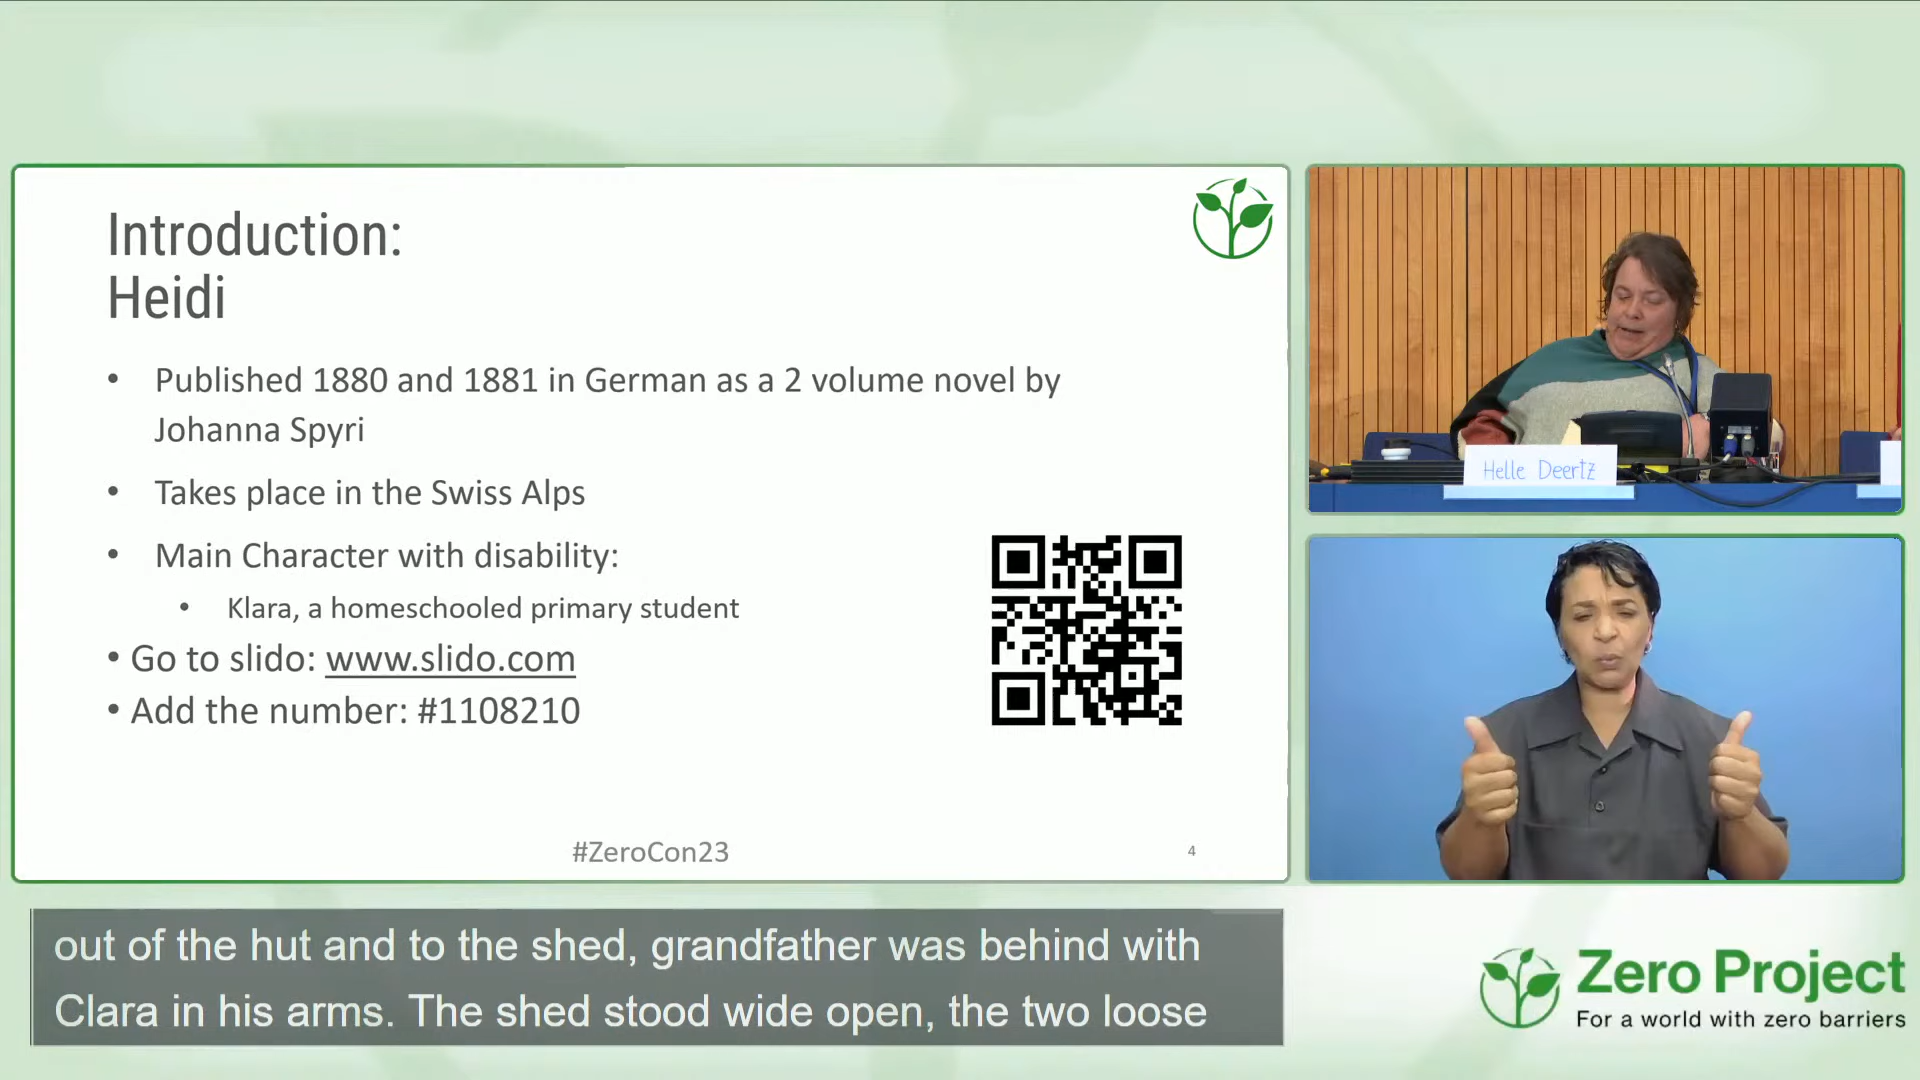 Introduction:
Heidi
• Published 1880 and 1881 in German as a 2 volume novel by
Johanna Spyri
• Takes place in the Swiss Alps
• Main Character with disability:
• Klara, a homeschooled primary student
• Go to slido: www.slido.com
• Add the number: #1108210
#ZeroCon23
4
Helle Deertz
out of the hut and to the shed, grandfather was behind with
Clara in his arms. The shed stood wide open, the two loose
Zero Project
For a world with zero barriers